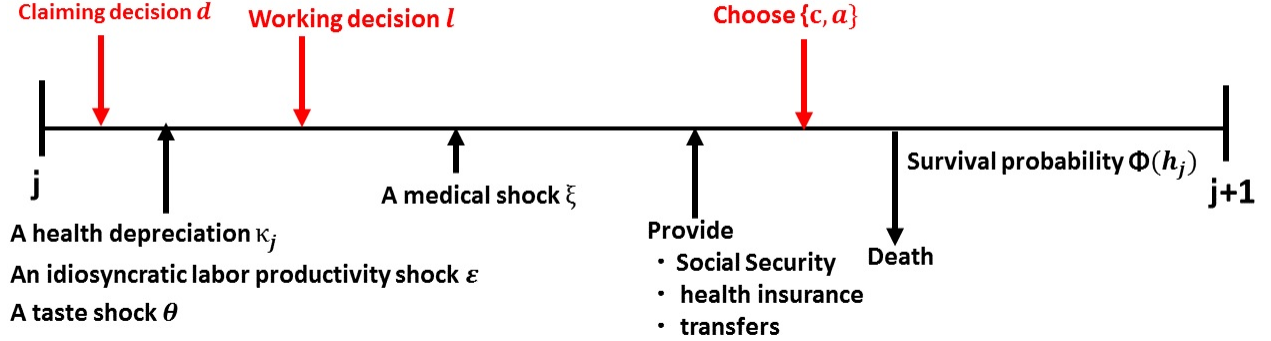 Claiming decision d
Working decision l
Choose {c, a}
j
A medical shock ξ
Survival probability Φ(hⱼ)
j+1
A health depreciation κⱼ
An idiosyncratic labor productivity shock ε
A taste shock θ
Provide
・ Social Security
・ health insurance
・ transfers
Death